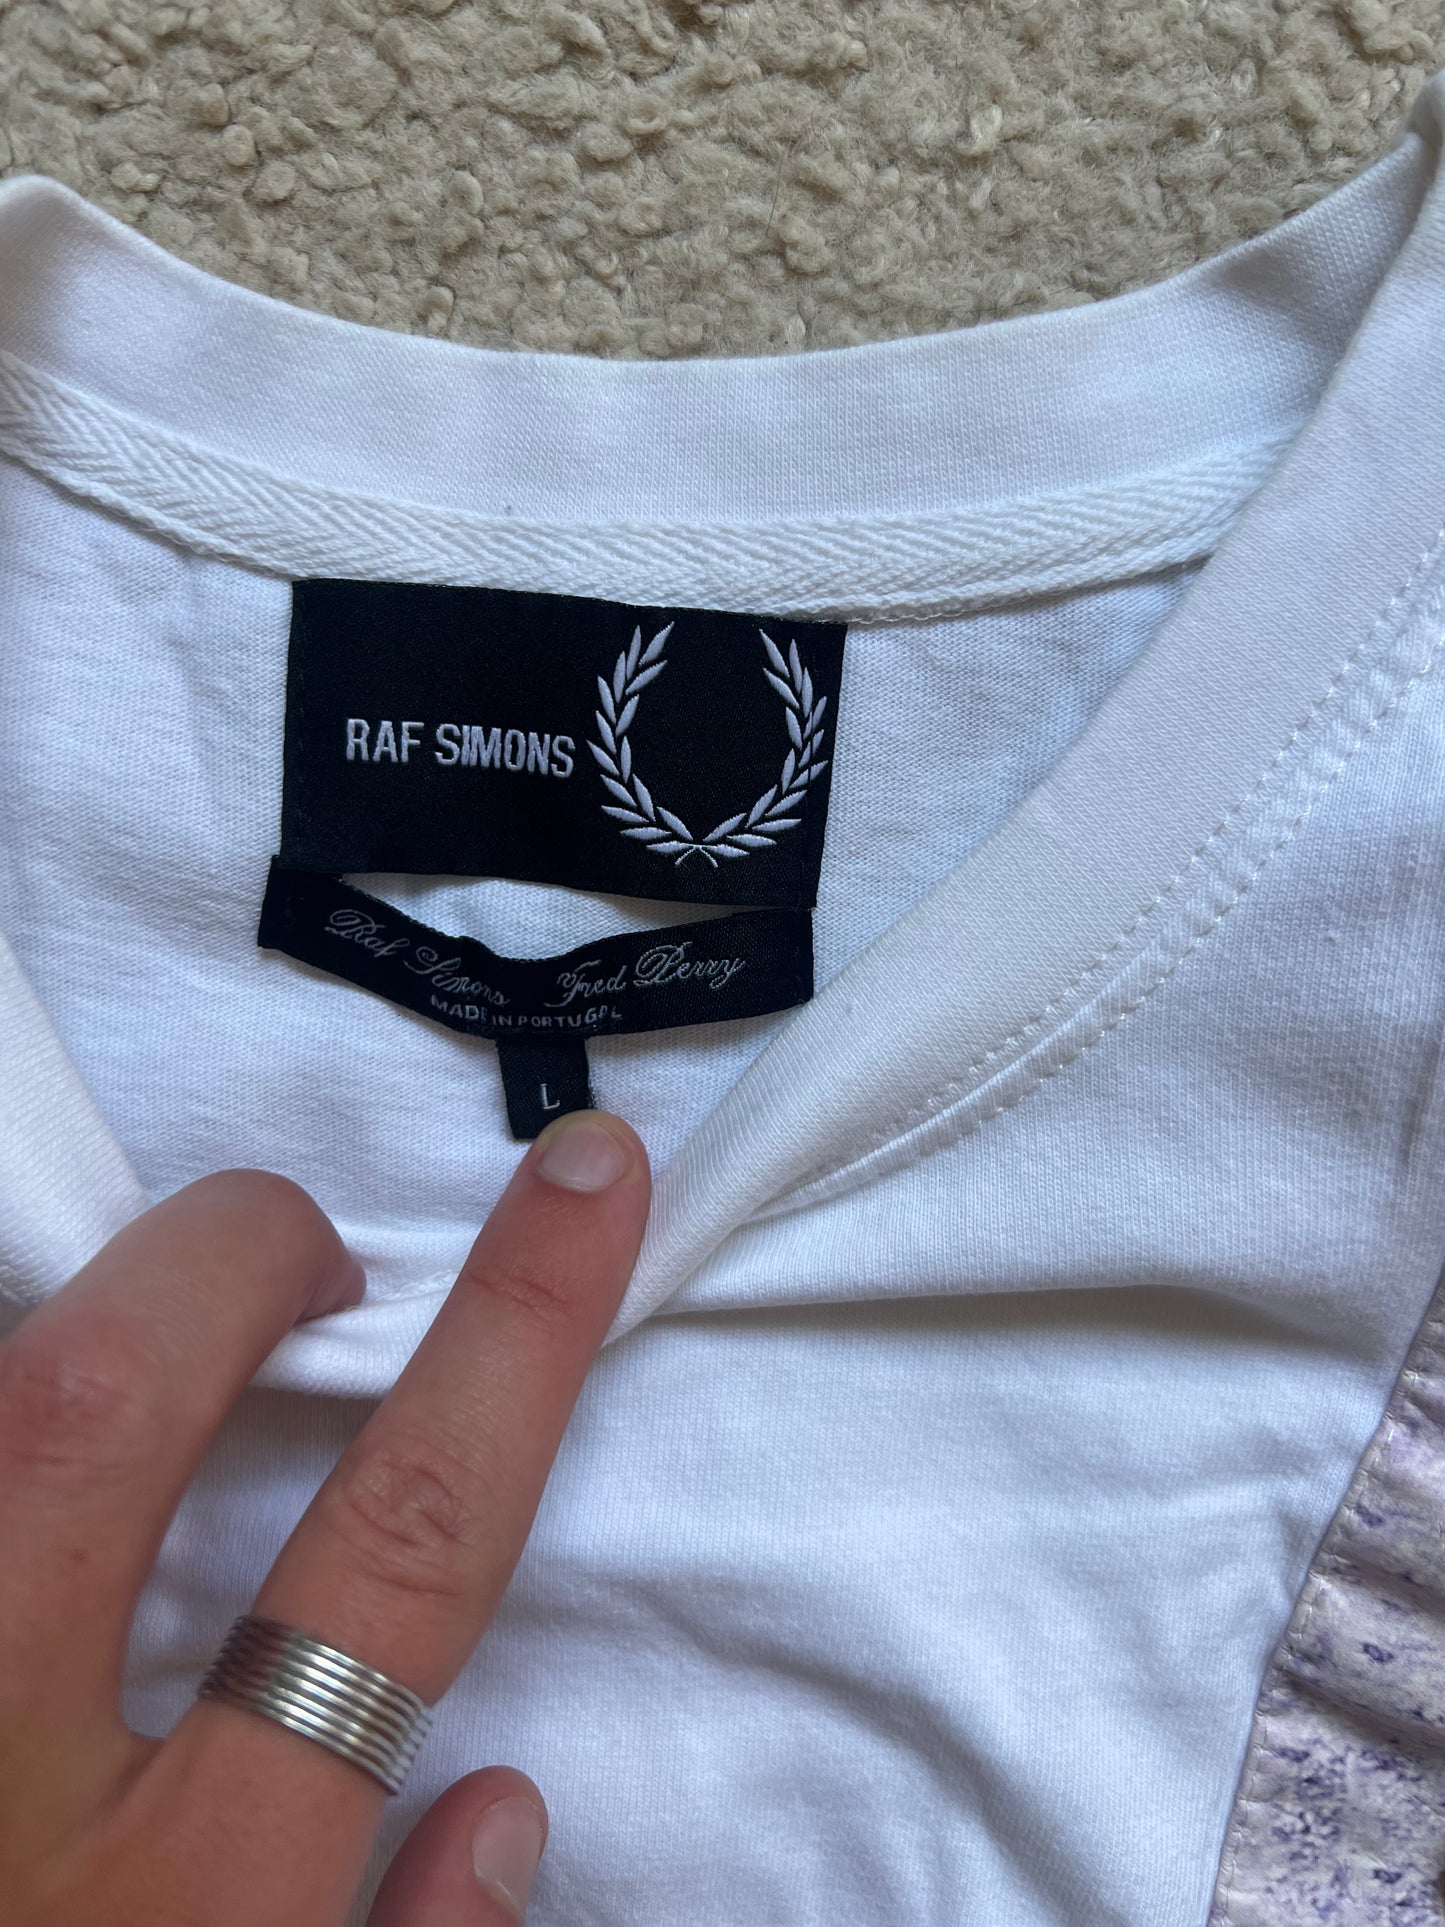 RAF SIMONS
Raf Simons Fred Perry
MADE IN PORTUGAL
L